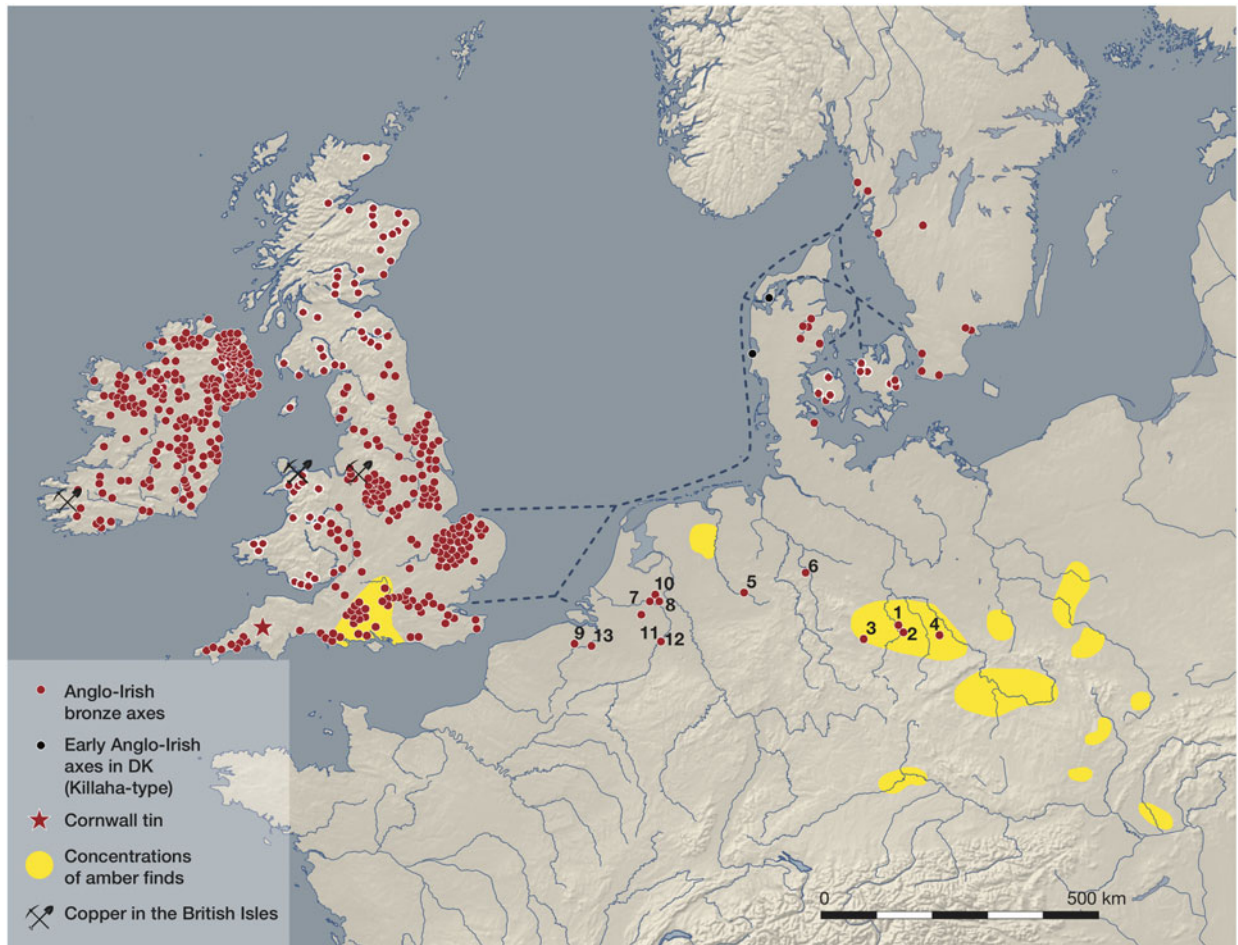 10
6
5
7
8
11
12
9
13
1
2
3
4
Anglo-Irish
bronze axes
Early Anglo-Irish
axes in DK
(Killaha-type)
Cornwall tin
Concentrations
of amber finds
Copper in the British Isles
0
500 km